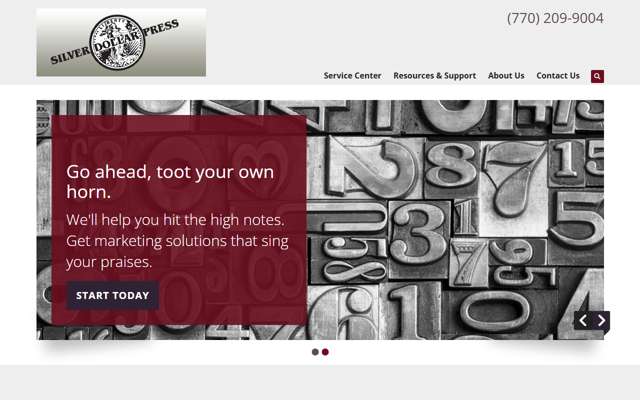 SILVER DOLLAR PRESS
LIBERTY
(770) 209-9004
Service Center
Resources & Support
About Us
Contact Us
Go ahead, toot your own
horn.
We'll help you hit the high notes.
Get marketing solutions that sing
your praises.
START TODAY